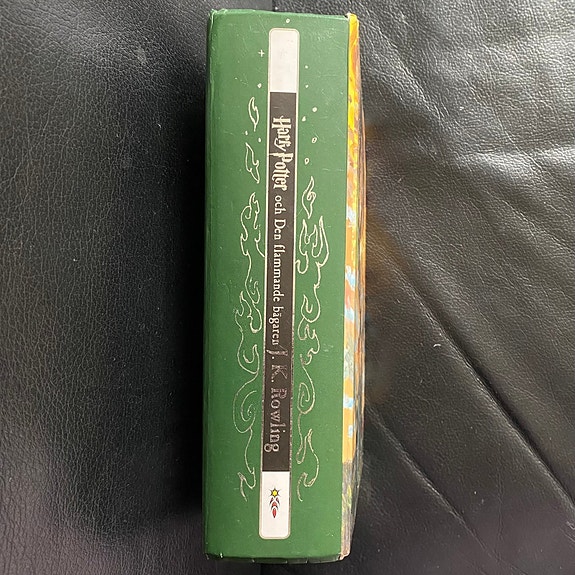 Harry Potter och Den flammande bägaren J. K. Rowling